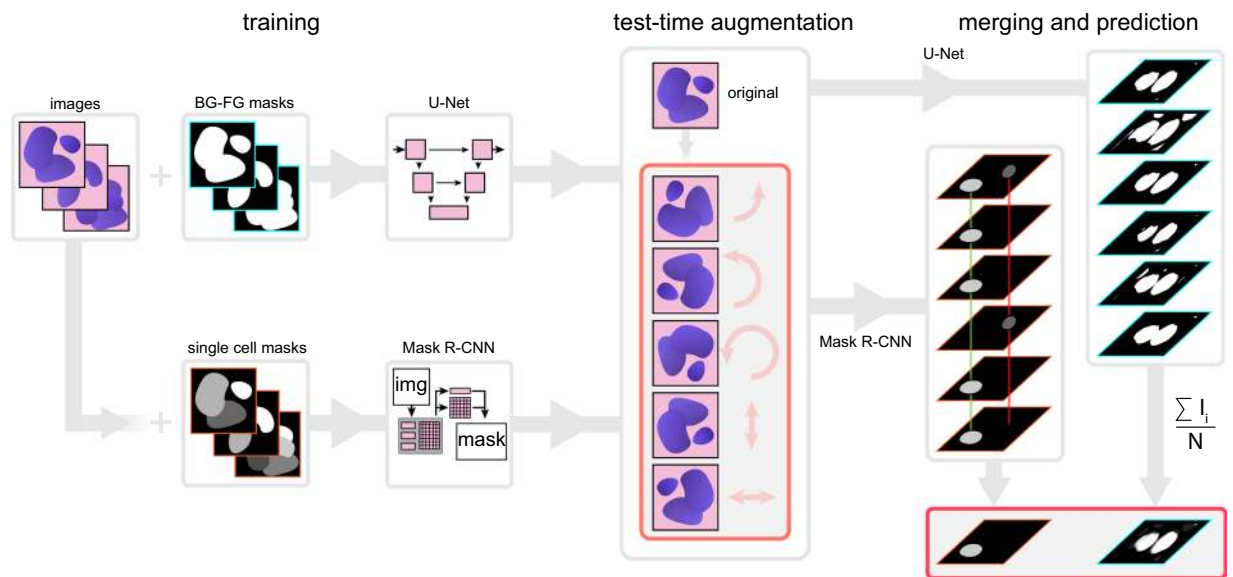 training
test-time augmentation
merging and prediction
images
BG-FG masks
U-Net
original
U-Net
+
single cell masks
Mask R-CNN
Mask R-CNN
+
img
mask
∑ I_i
N